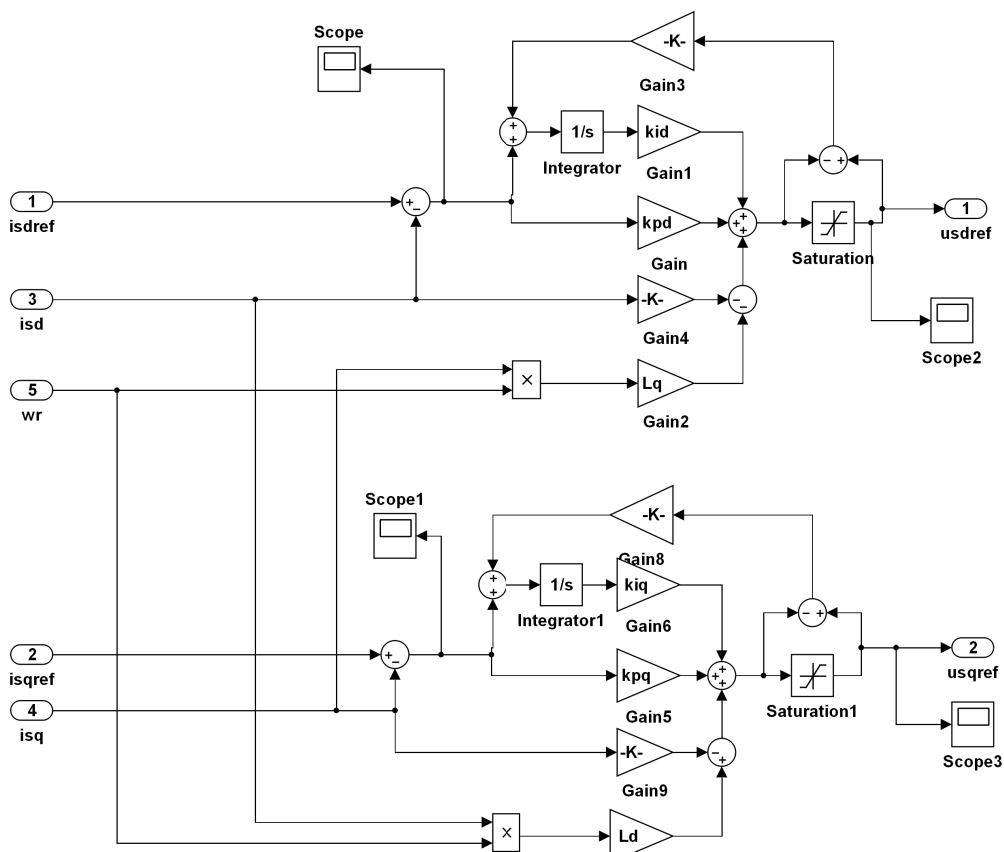 Scope
-K-
Gain3
+
+
1/s
Integrator
kid
Gain1
- +
1
isdref
+
-
kpd
Gain
+
+
+
Saturation
1
usdref
3
isd
-K-
Gain4
-
-
Scope2
5
wr
×
Lq
Gain2
Scope1
-K-
Gain8
+
+
1/s
Integrator1
kiq
Gain6
- +
2
isqref
+
-
kpq
Gain5
+
+
+
Saturation1
2
usqref
4
isq
-K-
Gain9
-
+
Scope3
×
Ld